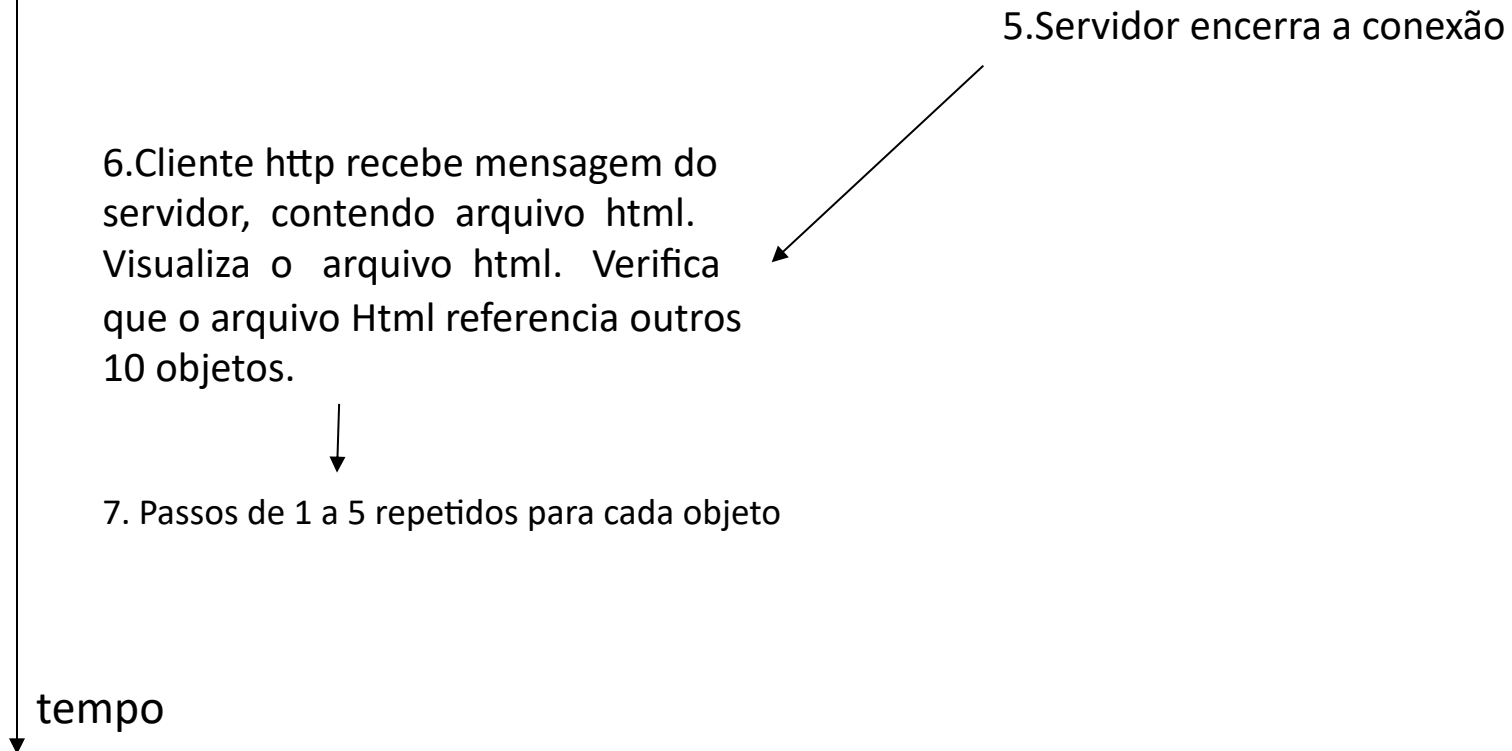 5.Servidor encerra a conexão
6.Cliente http recebe mensagem do
servidor, contendo arquivo html.
Visualiza o arquivo html. Verifica
que o arquivo Html referencia outros
10 objetos.
7. Passos de 1 a 5 repetidos para cada objeto
tempo